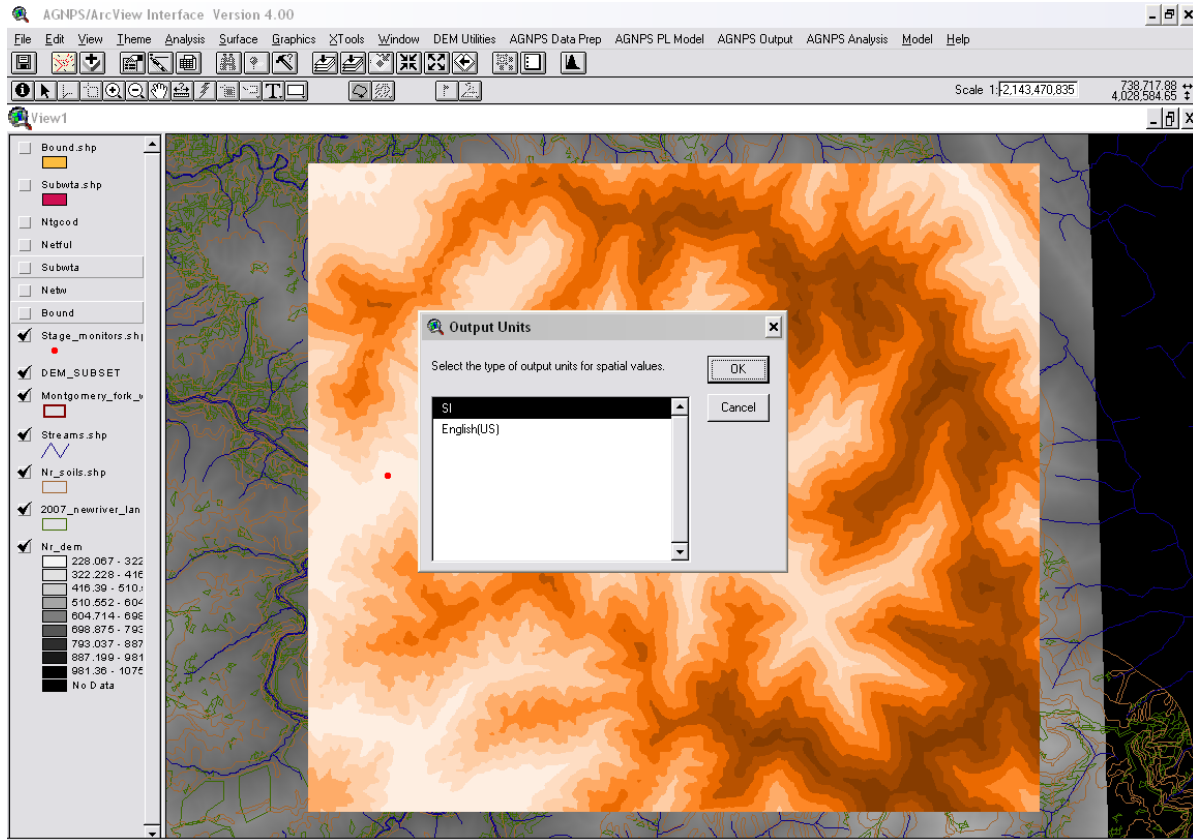 AGNPS/ArcView Interface Version 4.00
File Edit View Theme Analysis Surface Graphics XTools Window DEM Utilities AGNPS Data Prep AGNPS PL Model AGNPS Output AGNPS Analysis Model Help
Scale 1: -2,143,470,835
738,717.88
4,028,584.65
View1
Bound.shp
Subwta.shp
Ntgcod
Netful
Subwta
Netw
Bound
Stage_monitors.shp
DEM_SUBSET
Montgomery_fork_w
Streams.shp
Nr_soils.shp
2007_newriver_lan
Nr_dem
228.067 - 322
322.228 - 416
416.39 - 510.
510.552 - 604
604.714 - 698
698.875 - 793
793.037 - 887
887.199 - 981
981.36 - 1075
No Data
Output Units
Select the type of output units for spatial values.
OK
SI
Cancel
English(US)